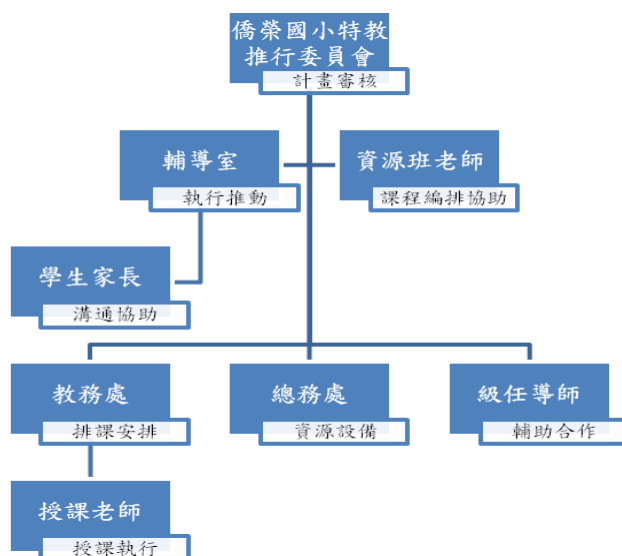 僑榮國小特教
推行委員會
計畫審核
輔導室
執行推動
資源班老師
課程編排協助
學生家長
溝通協助
教務處
排課安排
總務處
資源設備
級任導師
輔助合作
授課老師
授課執行